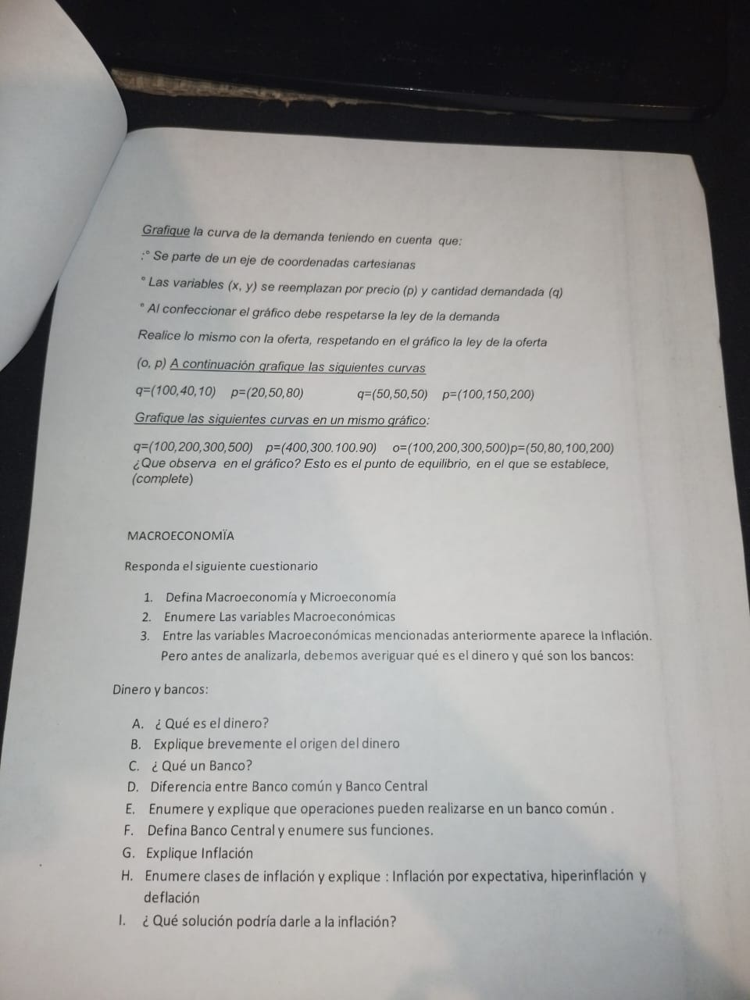 Grafique la curva de la demanda teniendo en cuenta que:
:° Se parte de un eje de coordenadas cartesianas
° Las variables (x, y) se reemplazan por precio (p) y cantidad demandada (q)
° Al confeccionar el gráfico debe respetarse la ley de la demanda
Realice lo mismo con la oferta, respetando en el gráfico la ley de la oferta
(o, p) A continuación grafique las siguientes curvas
q=(100,40,10) p=(20,50,80) q=(50,50,50) p=(100,150,200)
Grafique las siguientes curvas en un mismo gráfico:
q=(100,200,300,500) p=(400,300.100.90) o=(100,200,300,500)p=(50,80,100,200)
¿Que observa en el gráfico? Esto es el punto de equilibrio, en el que se establece,
(complete)
MACROECONOMÏA
Responda el siguiente cuestionario
1. Defina Macroeconomía y Microeconomía
2. Enumere Las variables Macroeconómicas
3. Entre las variables Macroeconómicas mencionadas anteriormente aparece la Inflación.
Pero antes de analizarla, debemos averiguar qué es el dinero y qué son los bancos:
Dinero y bancos:
A. ¿ Qué es el dinero?
B. Explique brevemente el origen del dinero
C. ¿ Qué un Banco?
D. Diferencia entre Banco común y Banco Central
E. Enumere y explique que operaciones pueden realizarse en un banco común .
F. Defina Banco Central y enumere sus funciones.
G. Explique Inflación
H. Enumere clases de inflación y explique : Inflación por expectativa, hiperinflación y
deflación
I. ¿ Qué solución podría darle a la inflación?